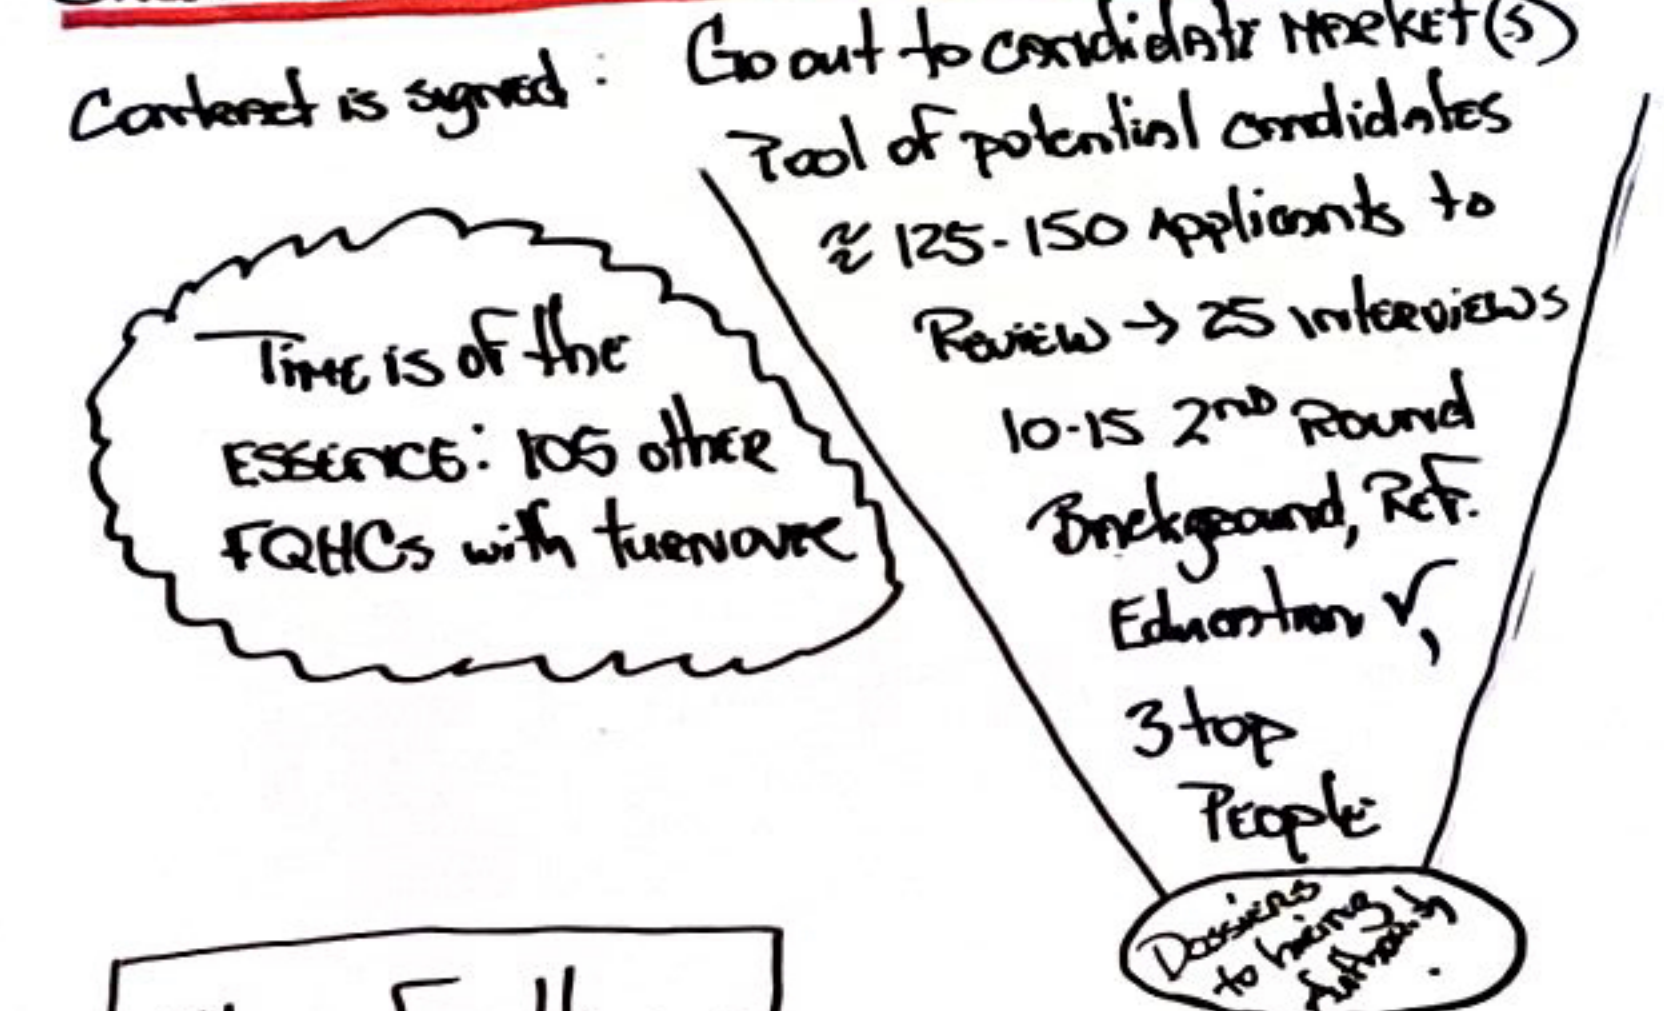 Contract is signed : Go out to candidate MARKET(S)
Pool of potential candidates
≈ 125-150 Applicants to
Review → 25 interviews
10-15 2nd Round
Background, Ref.
Education ✓,
3 top
People
Dossiers
to hiring
Authority.
Time is of the
ESSENCE: 105 other
FQHCs with turnover